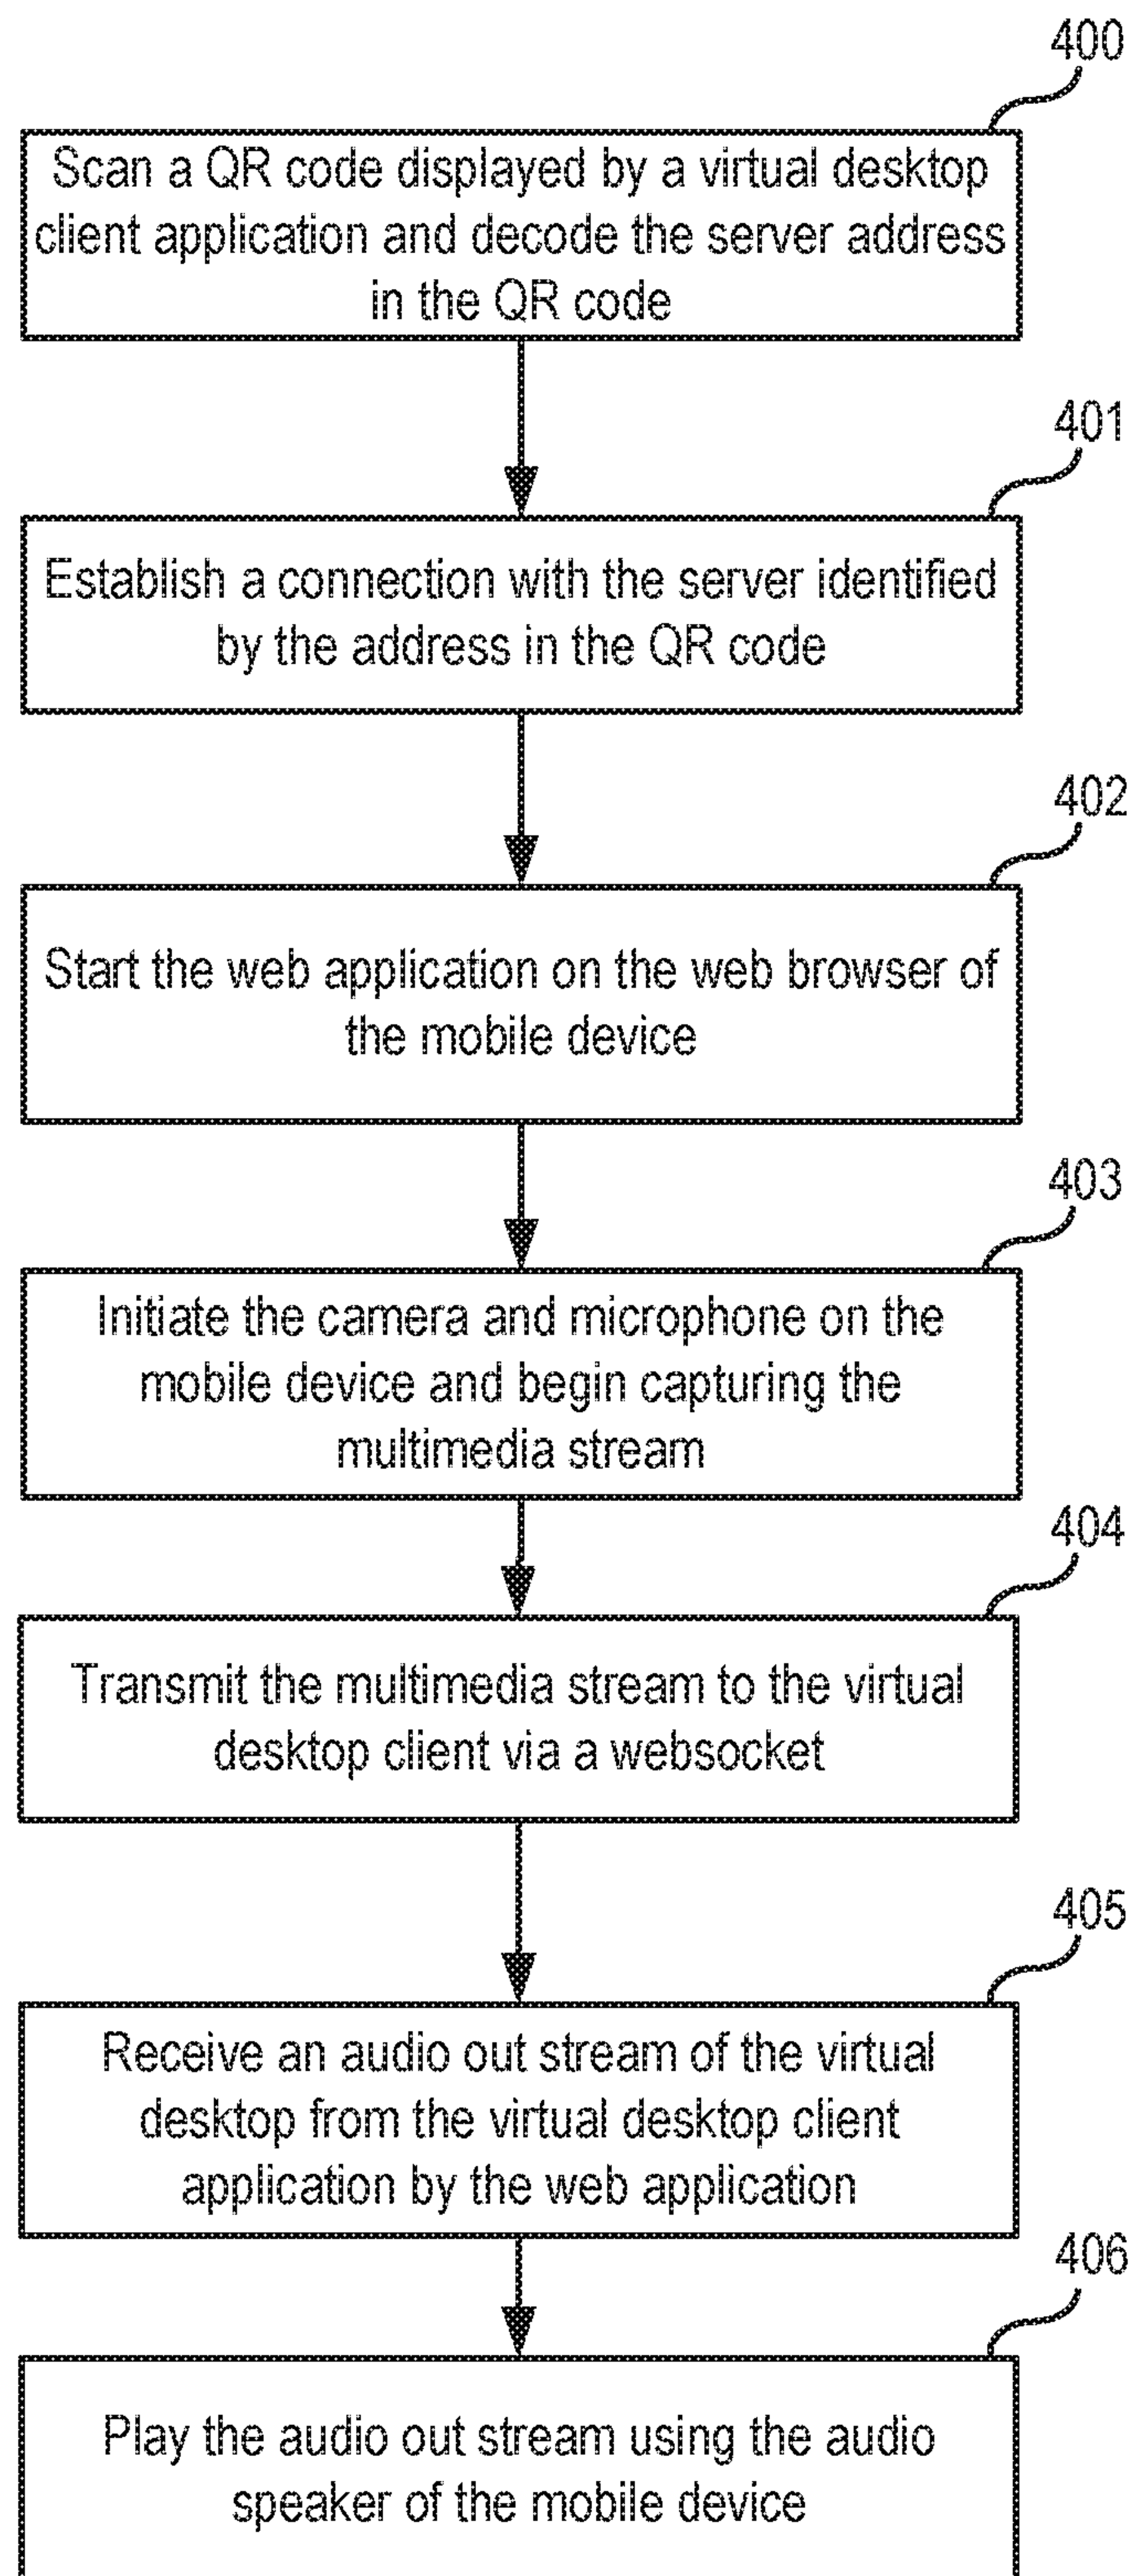 400
Scan a QR code displayed by a virtual desktop
client application and decode the server address
in the QR code
401
Establish a connection with the server identified
by the address in the QR code
402
Start the web application on the web browser of
the mobile device
403
Initiate the camera and microphone on the
mobile device and begin capturing the
multimedia stream
404
Transmit the multimedia stream to the virtual
desktop client via a websocket
405
Receive an audio out stream of the virtual
desktop from the virtual desktop client
application by the web application
406
Play the audio out stream using the audio
speaker of the mobile device